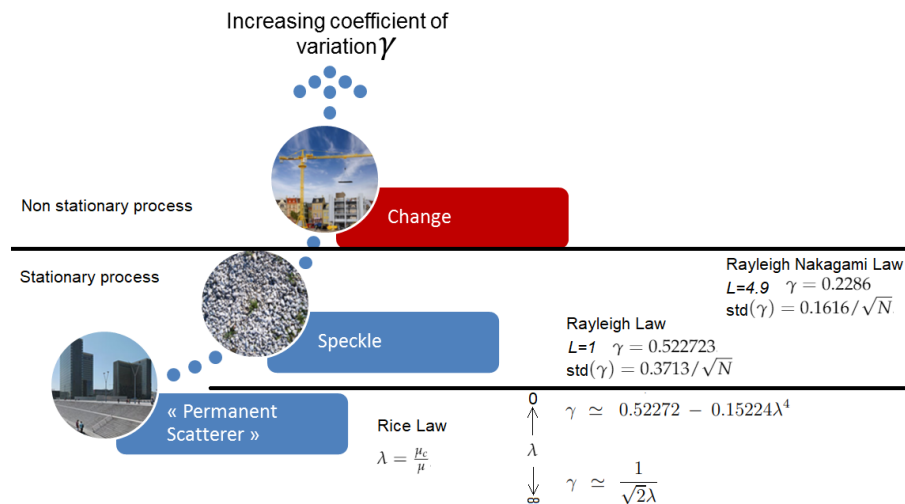 Increasing coefficient of
variation γ
Non stationary process
Change
Stationary process
Rayleigh Nakagami Law
L=4.9 γ = 0.2286
std(γ) = 0.1616/√N
Rayleigh Law
L=1 γ = 0.522723
std(γ) = 0.3713/√N
Speckle
« Permanent
Scatterer »
Rice Law
λ = μ_c/μ
0
λ
∞
γ ≃ 0.52272 − 0.15224λ⁴
γ ≃ 1/(√2λ)